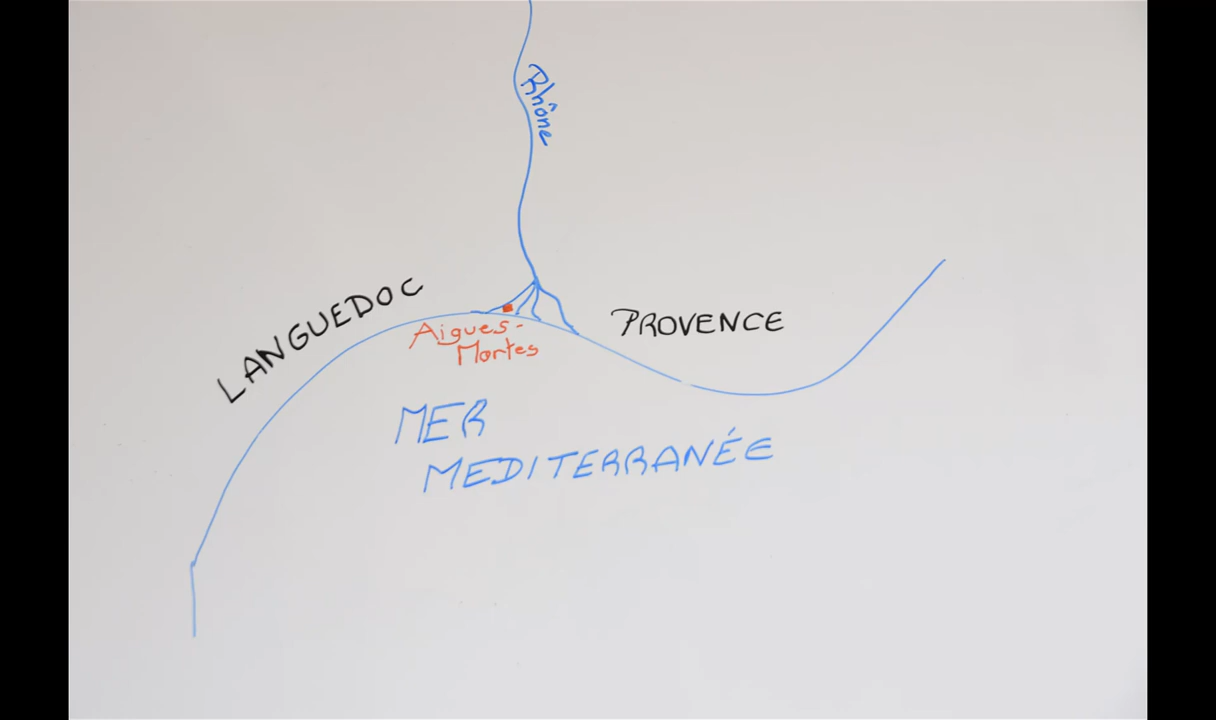 Rhône
LANGUEDOC
PROVENCE
Aigues-
Mortes
MER
MEDITERRANÉE